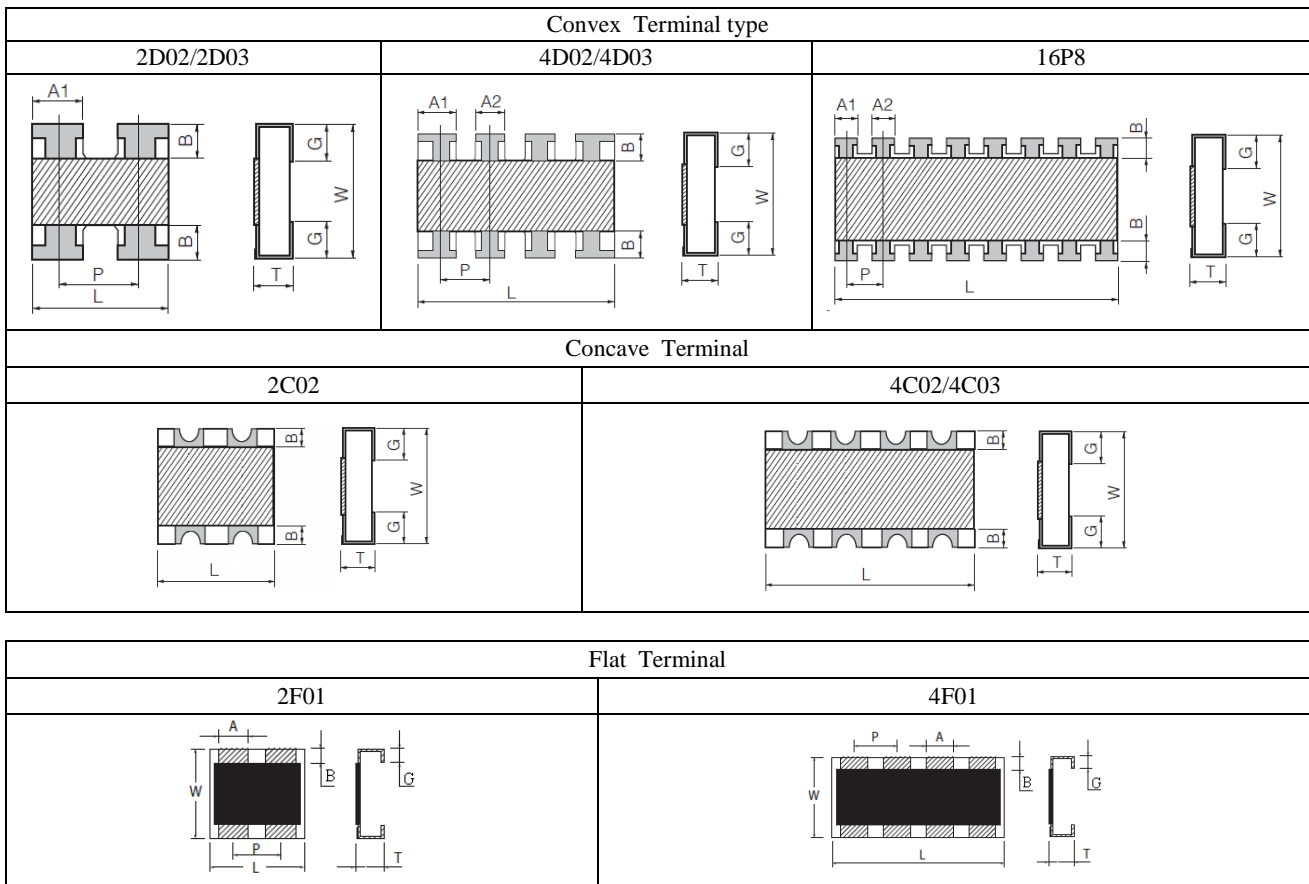 Convex Terminal type
2D02/2D03 4D02/4D03 16P8
A1 B G W B G P T L
A1 A2 B G W B G P T L
A1 A2 B G W B G P T L
Concave Terminal
2C02 4C02/4C03
B G W B G T L
B G W B G T L
Flat Terminal
2F01 4F01
A B G W P T L
P A B G W T L